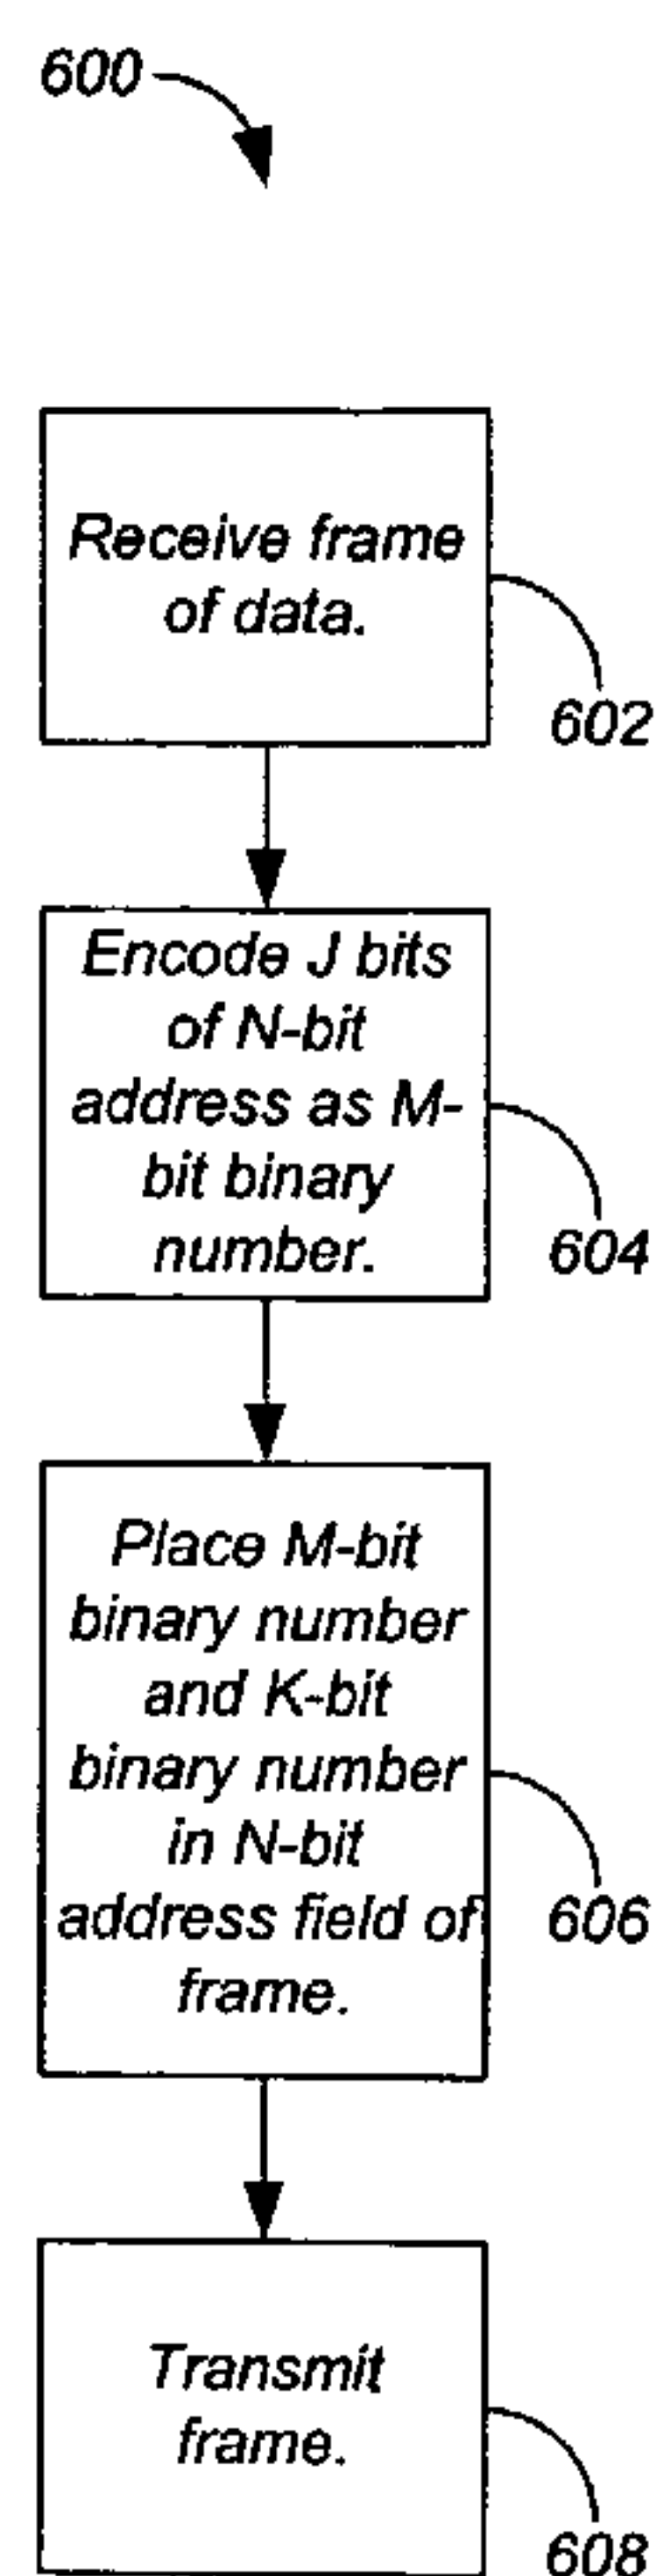 600
Receive frame
of data.
602
Encode J bits
of N-bit
address as M-
bit binary
number.
604
Place M-bit
binary number
and K-bit
binary number
in N-bit
address field of
frame.
606
Transmit
frame.
608